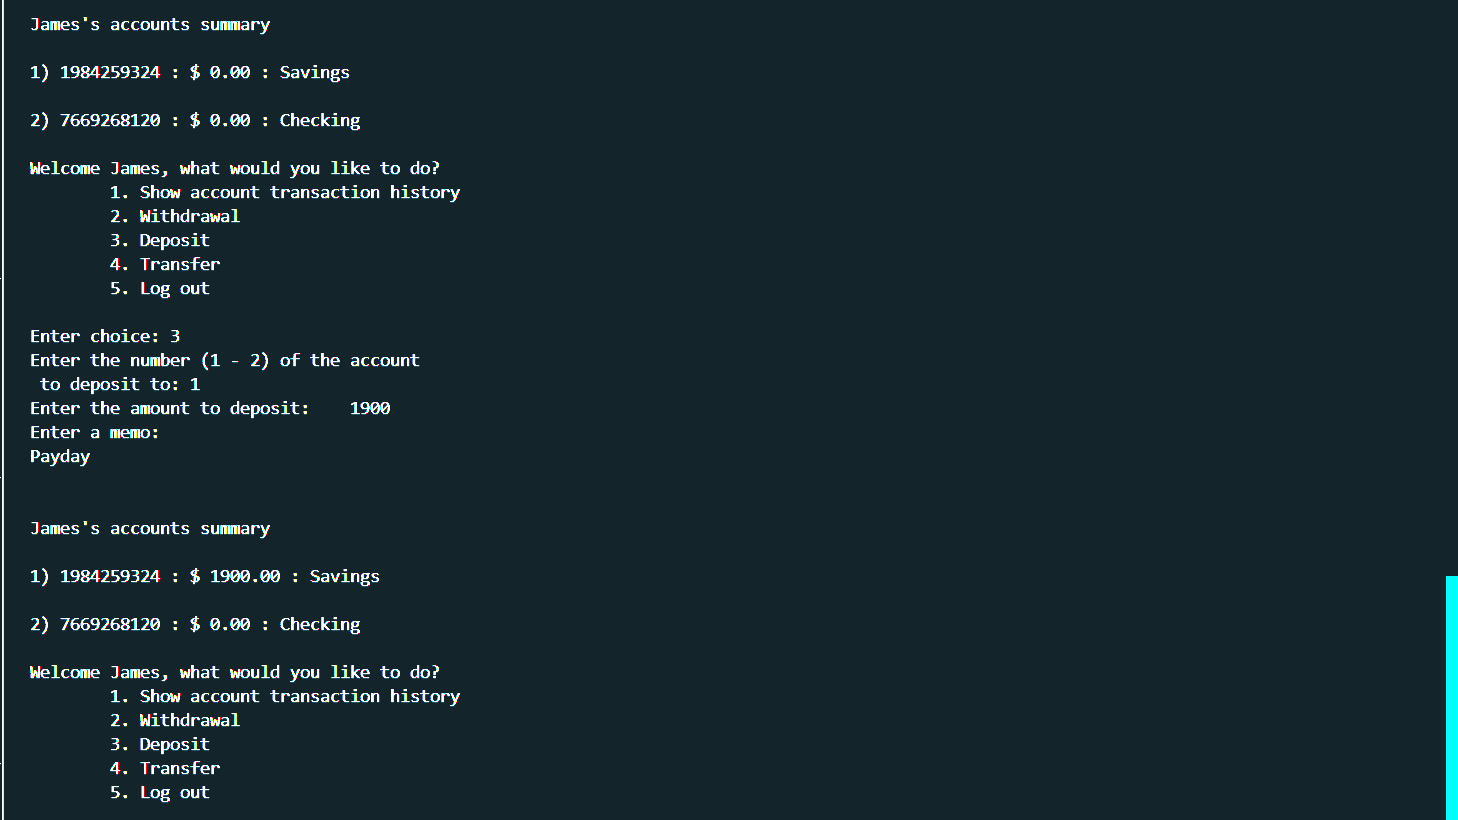 James's accounts summary
1) 1984259324 : $ 0.00 : Savings
2) 7669268120 : $ 0.00 : Checking
Welcome James, what would you like to do?
1. Show account transaction history
2. Withdrawal
3. Deposit
4. Transfer
5. Log out
Enter choice: 3
Enter the number (1 - 2) of the account
to deposit to: 1
Enter the amount to deposit:    1900
Enter a memo:
Payday
James's accounts summary
1) 1984259324 : $ 1900.00 : Savings
2) 7669268120 : $ 0.00 : Checking
Welcome James, what would you like to do?
1. Show account transaction history
2. Withdrawal
3. Deposit
4. Transfer
5. Log out